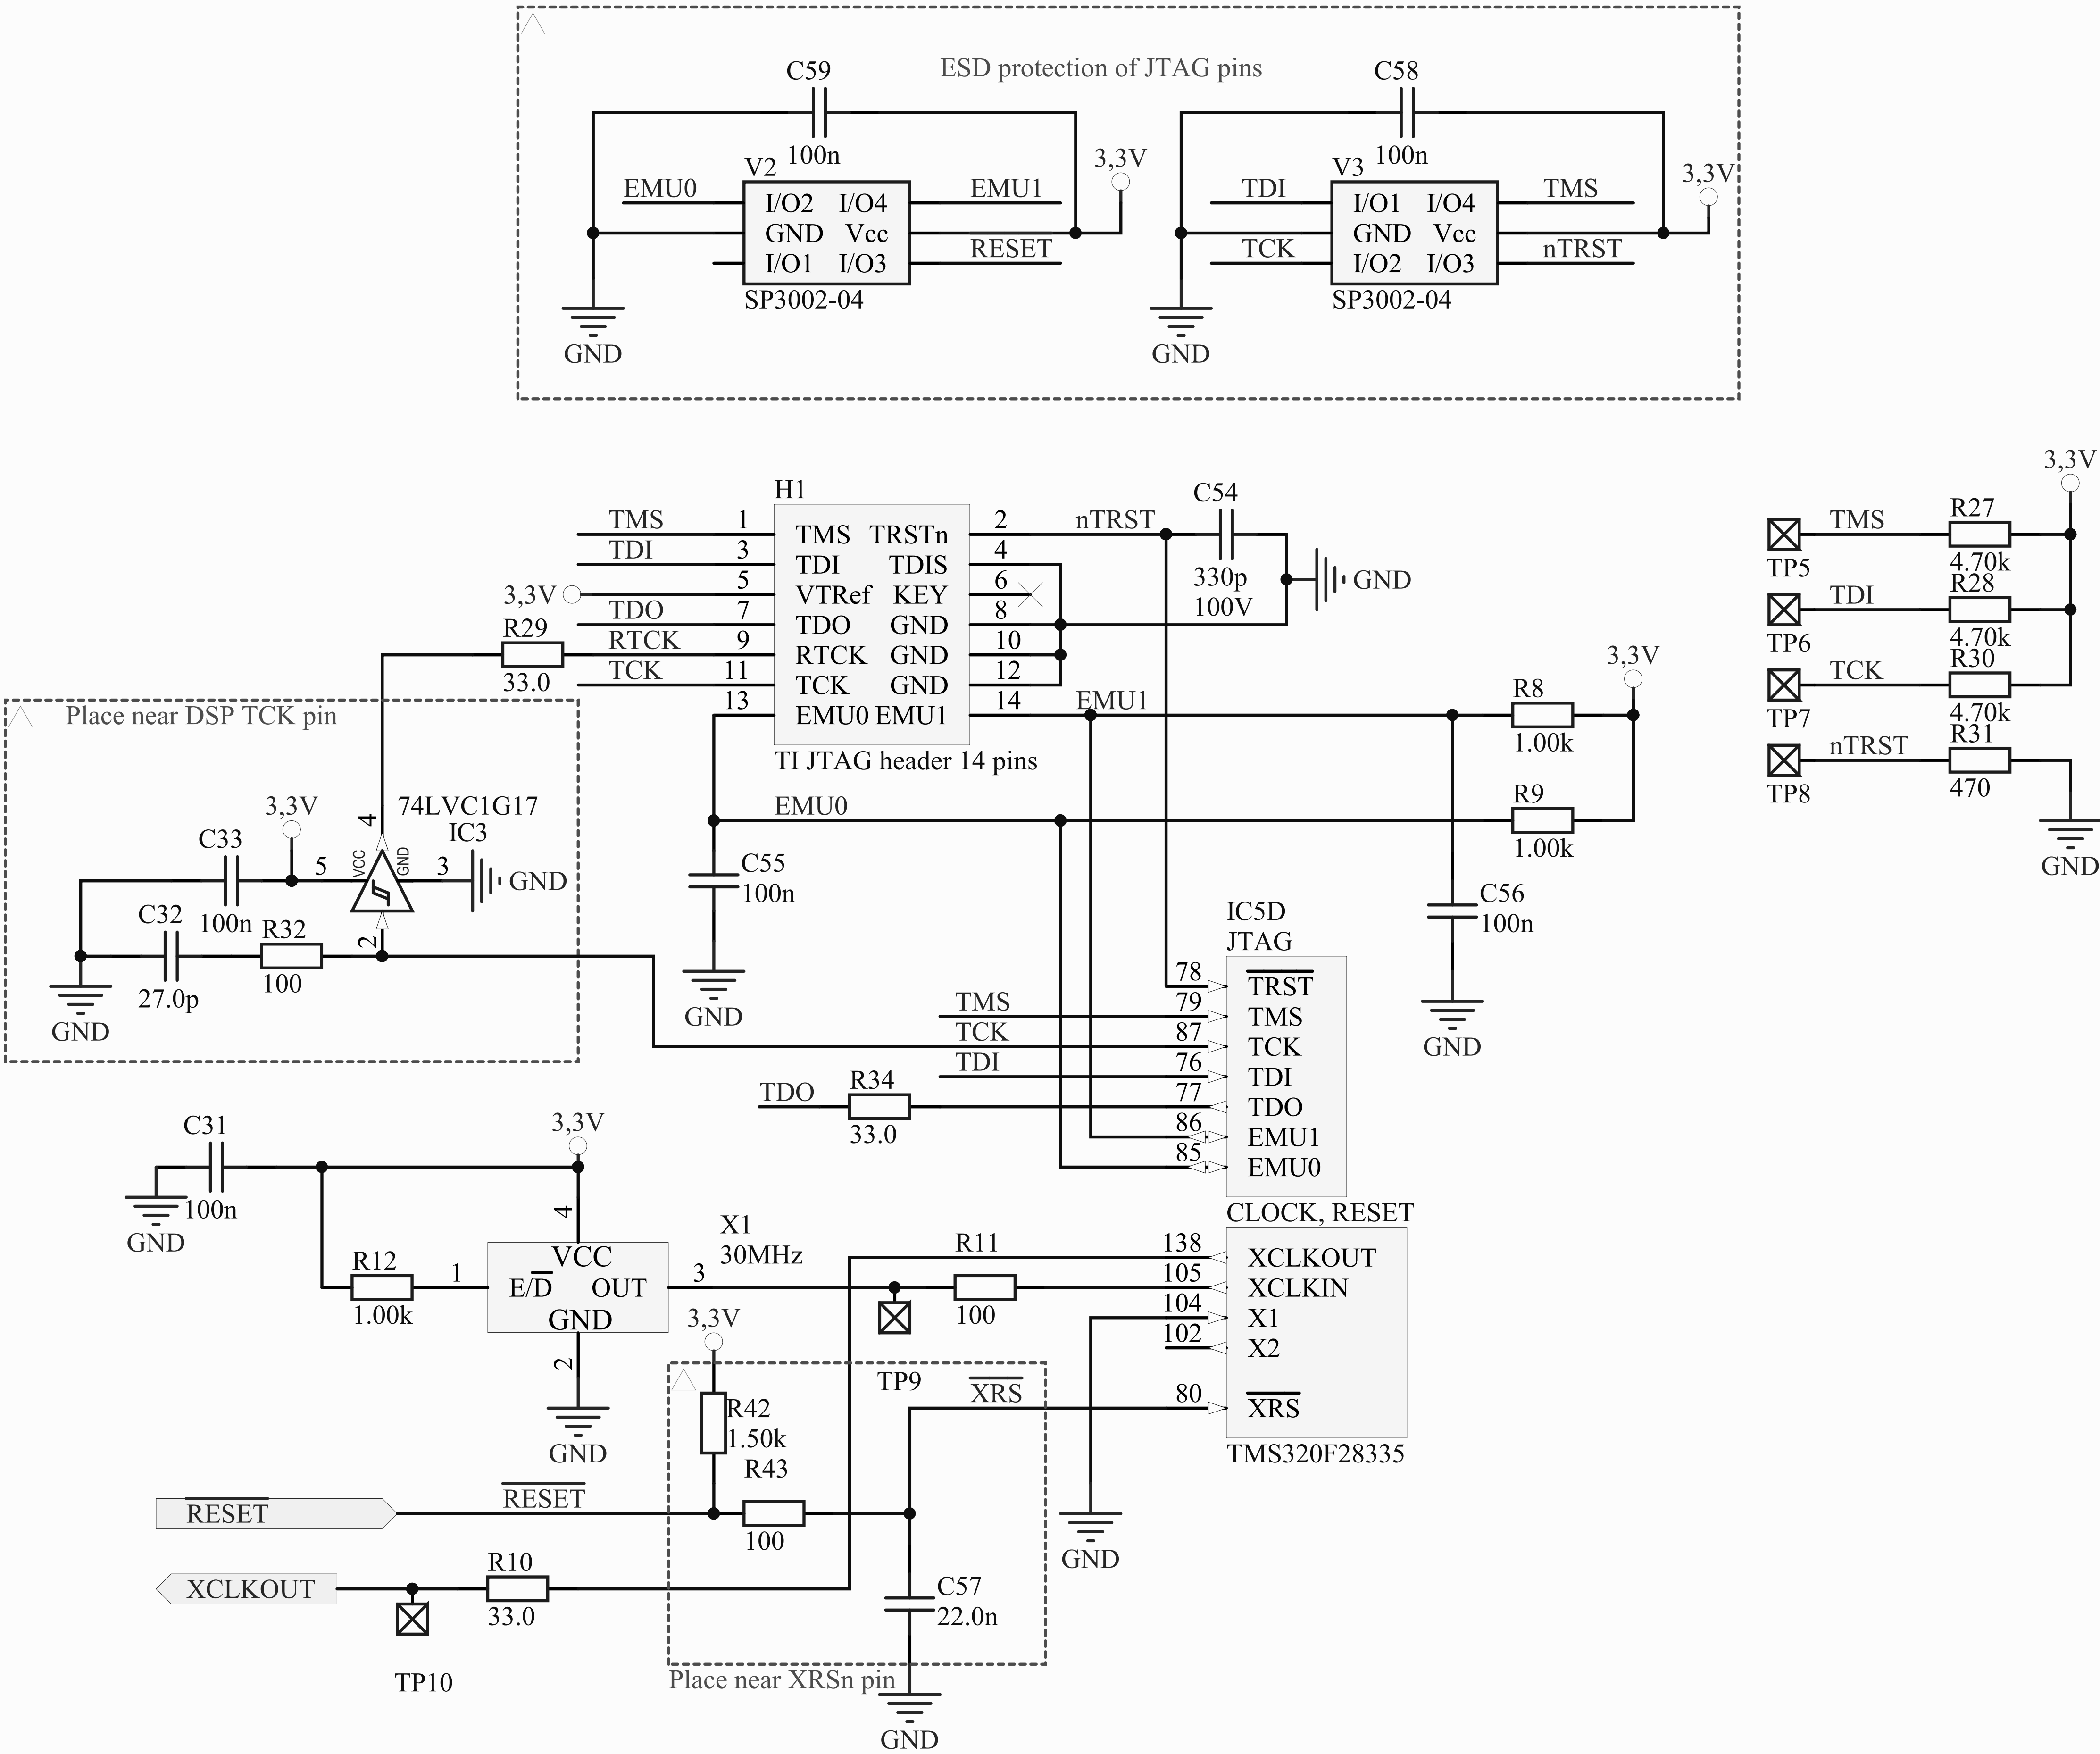 ESD protection of JTAG pins
C59
100n
V2
3,3V
EMU0
I/O2 I/O4
EMU1
GND Vcc
I/O1 I/O3
RESET
SP3002-04
GND
C58
100n
V3
3,3V
TDI
I/O1 I/O4
TMS
GND Vcc
TCK
I/O2 I/O3
nTRST
SP3002-04
GND
H1
TMS 1 TMS TRSTn 2 nTRST
TDI 3 TDI TDIS 4
3,3V 5 VTRef KEY 6
TDO 7 TDO GND 8
RTCK 9 RTCK GND 10
TCK 11 TCK GND 12
13 EMU0 EMU1 14 EMU1
TI JTAG header 14 pins
R29
33.0
C54
330p
100V
GND
3,3V
R8
1.00k
EMU0
R9
1.00k
C55
100n
GND
C56
100n
GND
3,3V
TP5 TMS R27
4.70k
TP6 TDI R28
4.70k
TP7 TCK R30
4.70k
TP8 nTRST R31
470
GND
Place near DSP TCK pin
3,3V
74LVC1G17
IC3
4
C33
100n
5
VCC
GND
3
GND
C32
27.0p
R32
100
2
GND
IC5D
JTAG
78 TRST
TMS 79 TMS
TCK 87 TCK
TDI 76 TDI
TDO R34 77 TDO
33.0
86 EMU1
85 EMU0
C31
100n
GND
3,3V
4
X1
30MHz
R12
1.00k
1
VCC
E/D OUT
GND
3
2
GND
CLOCK, RESET
R11
100
138 XCLKOUT
105 XCLKIN
104 X1
102 X2
80 XRS
TMS320F28335
3,3V
TP9
XRS
R42
1.50k
R43
100
RESET
RESET
GND
XCLKOUT
R10
33.0
TP10
C57
22.0n
Place near XRSn pin
GND